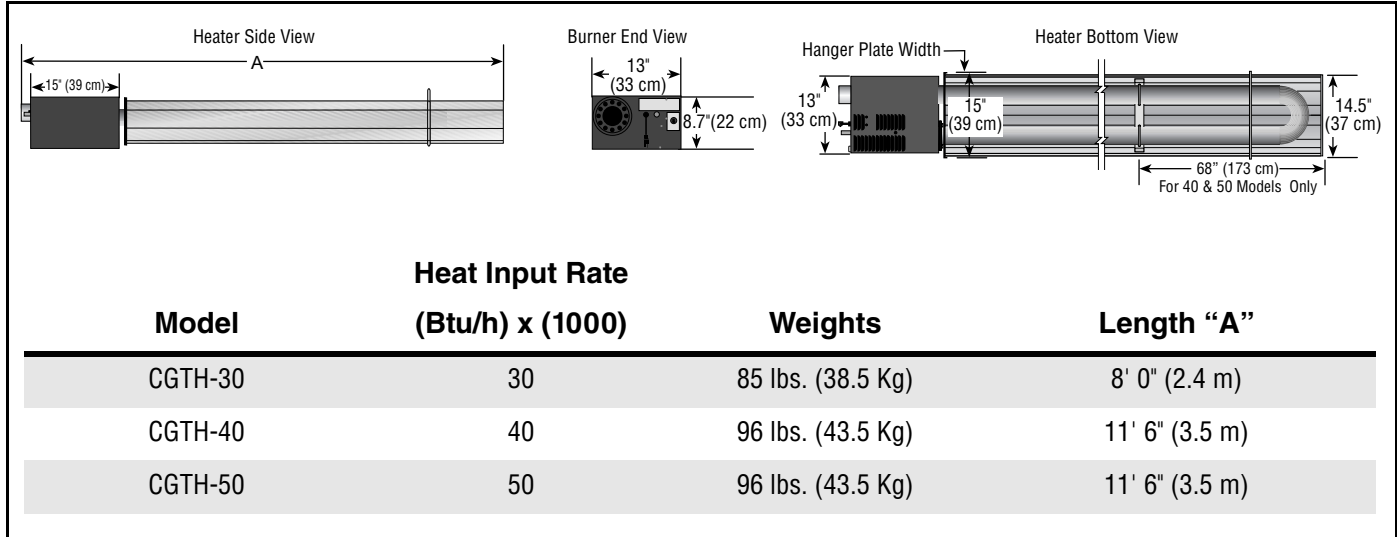 Heater Side View
A
15" (39 cm)
Burner End View
13"
(33 cm)
8.7"(22 cm)
Heater Bottom View
Hanger Plate Width
13"
(33 cm)
15"
(39 cm)
14.5"
(37 cm)
68" (173 cm)
For 40 & 50 Models Only
Heat Input Rate
Model (Btu/h) x (1000) Weights Length “A”
CGTH-30 30 85 lbs. (38.5 Kg) 8' 0" (2.4 m)
CGTH-40 40 96 lbs. (43.5 Kg) 11' 6" (3.5 m)
CGTH-50 50 96 lbs. (43.5 Kg) 11' 6" (3.5 m)